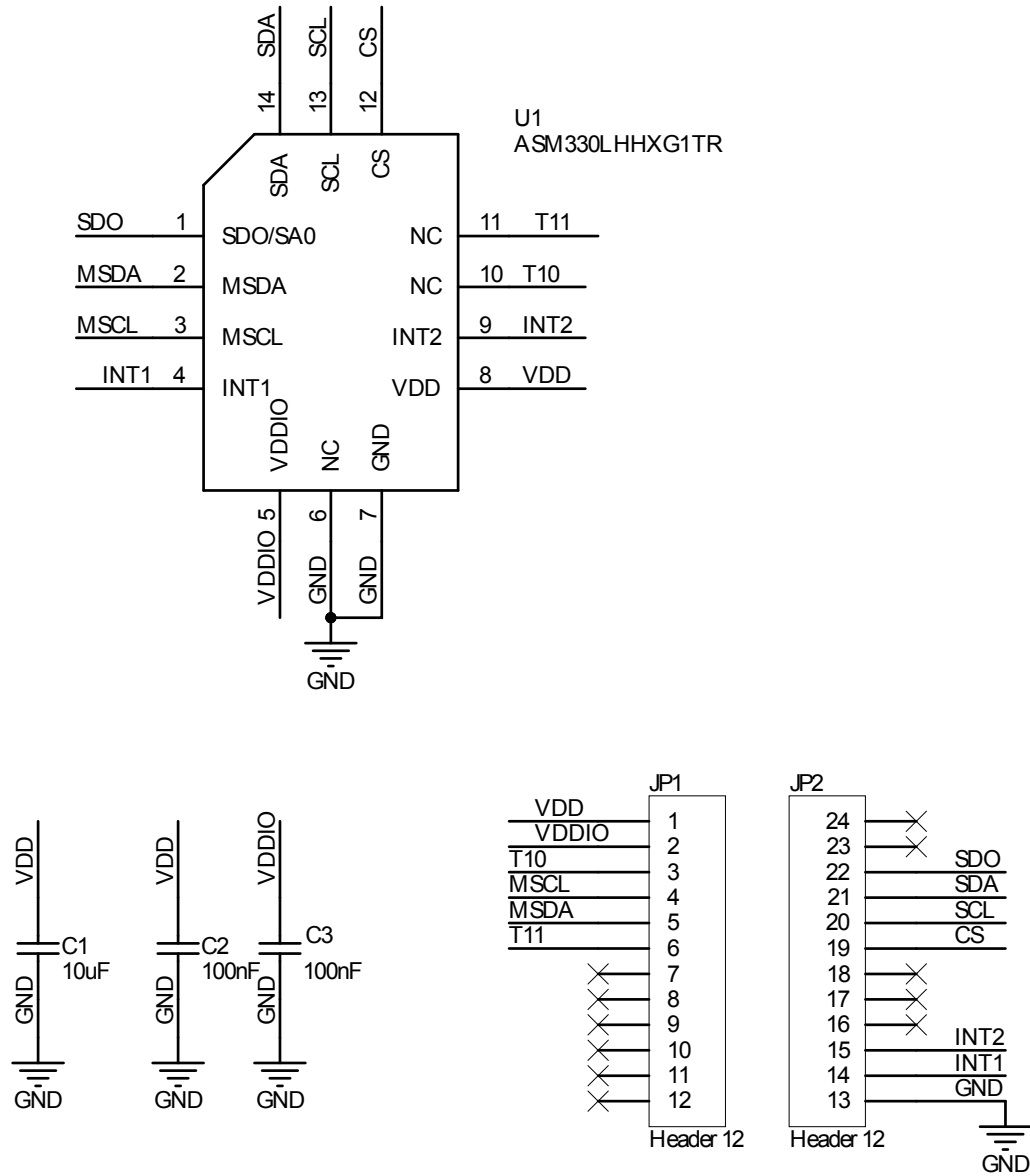 SDA SCL CS
14 13 12
U1
ASM330LHHXG1TR
SDA SCL CS
SDO 1 SDO/SA0 NC 11 T11
MSDA 2 MSDA NC 10 T10
MSCL 3 MSCL INT2 9 INT2
INT1 4 INT1 VDD 8 VDD
VDDIO NC GND
5 6 7
VDDIO GND GND
GND
VDD VDD VDDIO
C1
10uF
C2
100nF
C3
100nF
GND GND GND
GND GND GND
JP1
VDD 1
VDDIO 2
T10 3
MSCL 4
MSDA 5
T11 6
7
8
9
10
11
12
Header 12
JP2
24
23
22 SDO
21 SDA
20 SCL
19 CS
18
17
16
15 INT2
14 INT1
13 GND
Header 12
GND